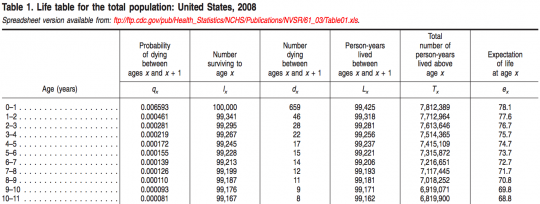 Table 1. Life table for the total population: United States, 2008
Spreadsheet version available from: ftp://ftp.cdc.gov/pub/Health_Statistics/NCHS/Publications/NVSR/61_03/Table01.xls.
Age (years) Probability of dying between ages x and x + 1 Number surviving to age x Number dying between ages x and x + 1 Person-years lived between ages x and x + 1 Total number of person-years lived above age x Expectation of life at age x
qx lx dx Lx Tx ex
0–1 0.006593 100,000 659 99,425 7,812,389 78.1
1–2 0.000461 99,341 46 99,318 7,712,964 77.6
2–3 0.000281 99,295 28 99,281 7,613,646 76.7
3–4 0.000219 99,267 22 99,256 7,514,365 75.7
4–5 0.000172 99,245 17 99,237 7,415,109 74.7
5–6 0.000155 99,228 15 99,221 7,315,872 73.7
6–7 0.000139 99,213 14 99,206 7,216,651 72.7
7–8 0.000126 99,199 12 99,193 7,117,445 71.7
8–9 0.000110 99,187 11 99,181 7,018,252 70.8
9–10 0.000093 99,176 9 99,171 6,919,071 69.8
10–11 0.000081 99,167 8 99,162 6,819,900 68.8